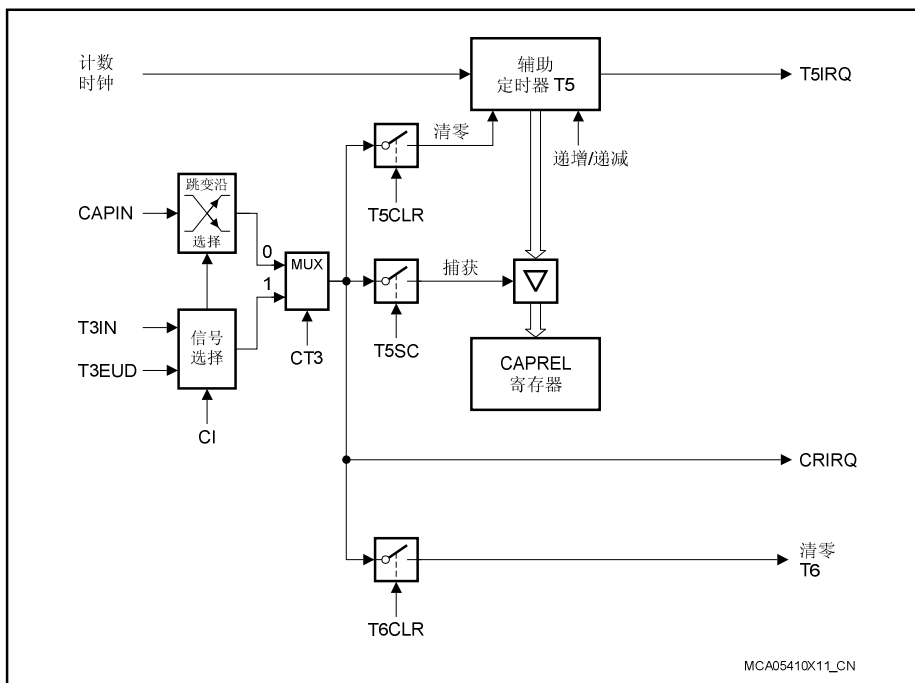 计数
时钟
辅助
定时器 T5
T5IRQ
清零
递增/递减
T5CLR
跳变沿
选择
CAPIN
0
1
MUX
捕获
T3IN
T3EUD
信号
选择
CT3
T5SC
CAPREL
寄存器
CI
CRIRQ
清零
T6
T6CLR
MCA05410X11_CN